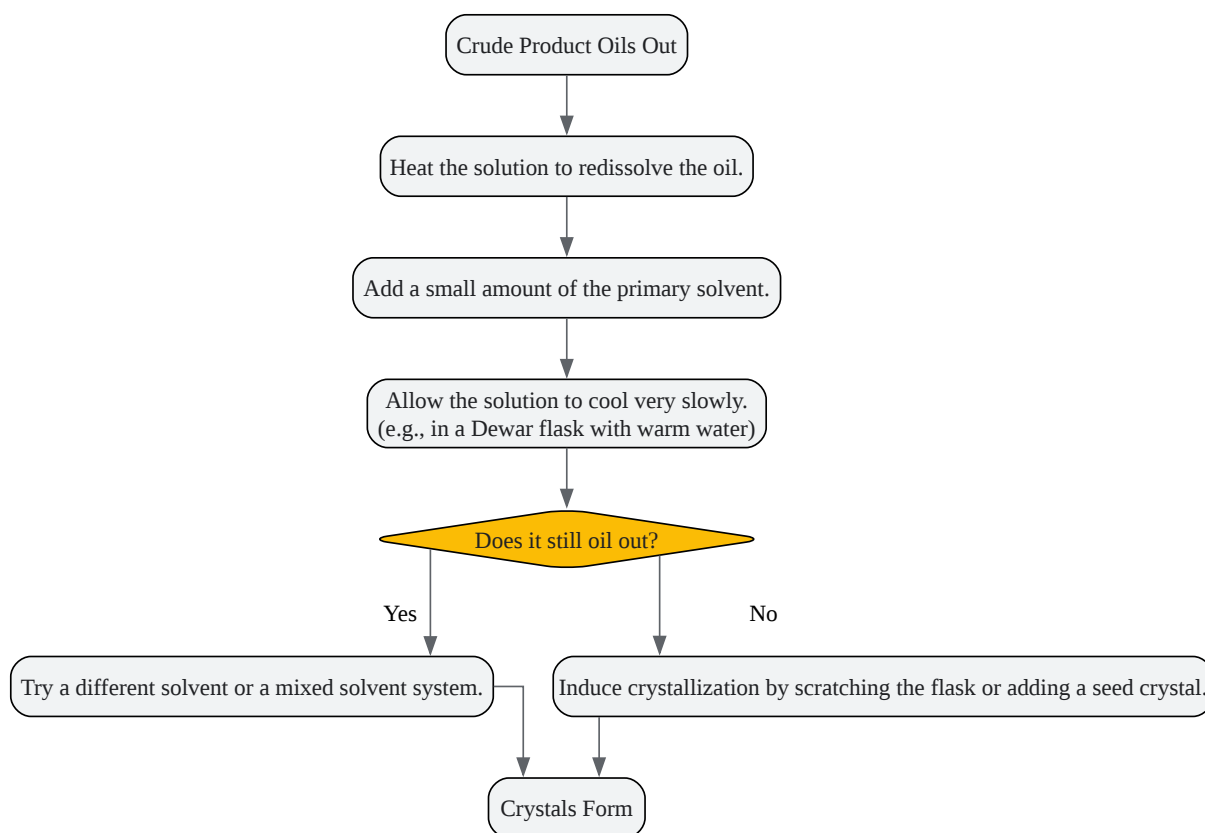 Crude Product Oils Out
Heat the solution to redissolve the oil.
Add a small amount of the primary solvent.
Allow the solution to cool very slowly.
(e.g., in a Dewar flask with warm water)
Does it still oil out?
Yes
No
Try a different solvent or a mixed solvent system.
Induce crystallization by scratching the flask or adding a seed crystal.
Crystals Form